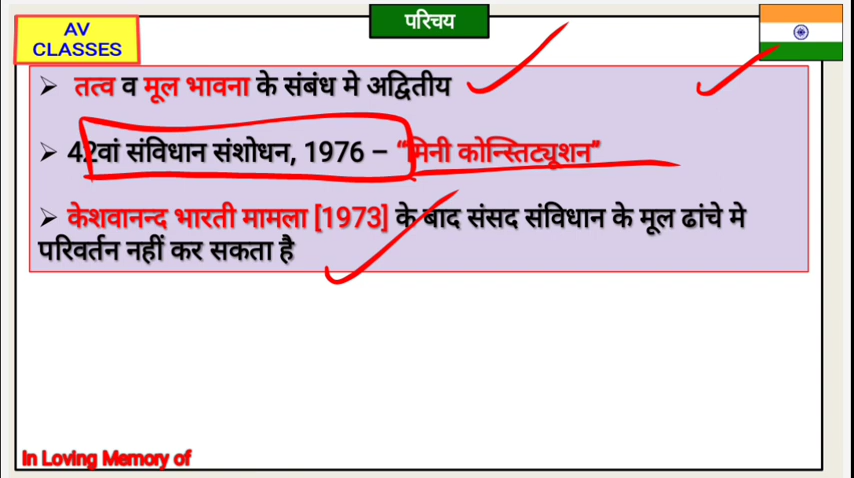 परिचय
AV
CLASSES
➢ तत्व व मूल भावना के संबंध मे अद्वितीय
➢ 42वां संविधान संशोधन, 1976 – “मिनी कोन्स्टिट्यूशन”
➢ केशवानन्द भारती मामला [1973] के बाद संसद संविधान के मूल ढांचे मे
परिवर्तन नहीं कर सकता है
In Loving Memory of